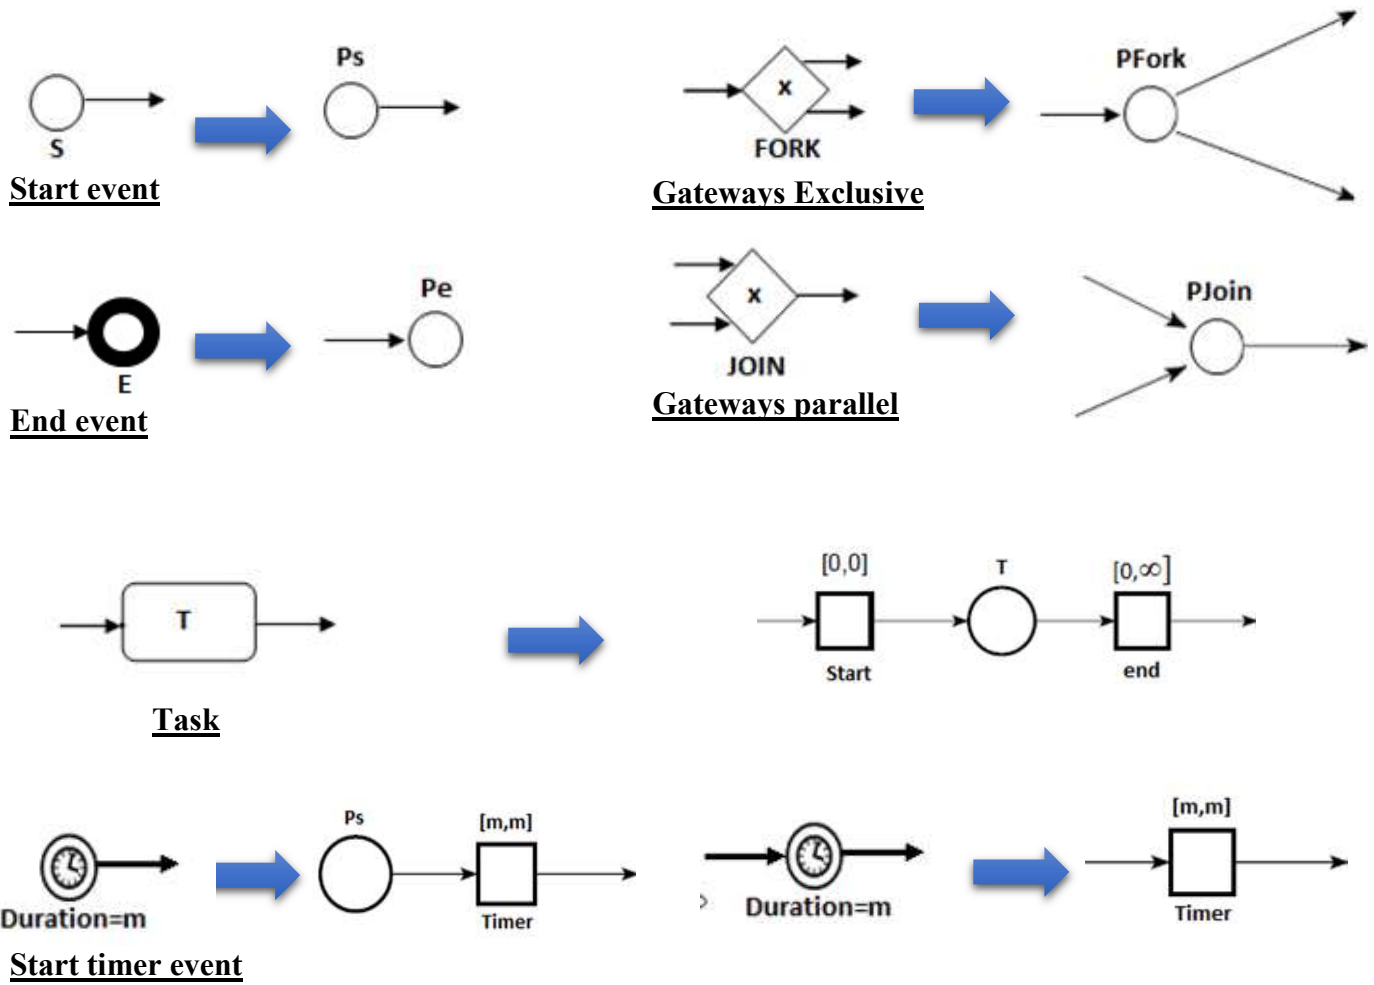 Ps
S
Start event
x
FORK
PFork
Gateways Exclusive
E
Pe
End event
x
JOIN
PJoin
Gateways parallel
T
Task
[0,0]
T
[0,∞]
Start
end
Duration=m
Start timer event
Ps
[m,m]
Timer
Duration=m
[m,m]
Timer